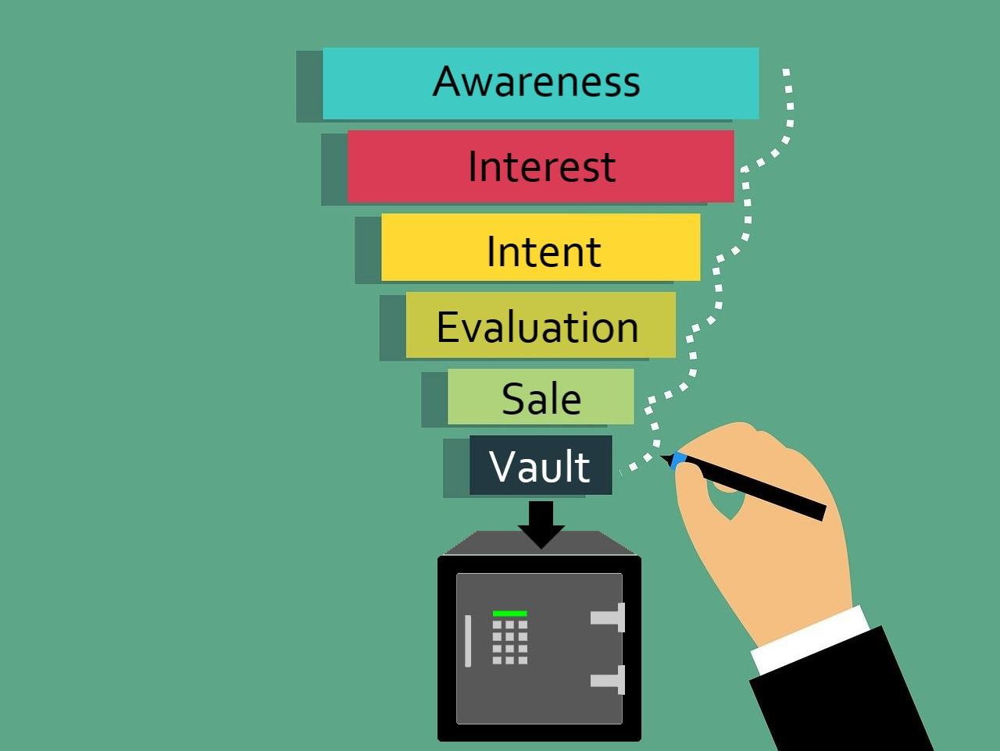 Awareness
Interest
Intent
Evaluation
Sale
Vault